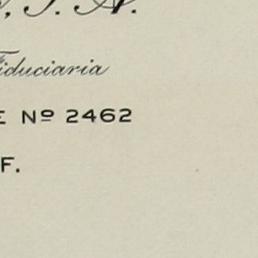 S. A.
Fiduciaria
E Nº 2462
F.